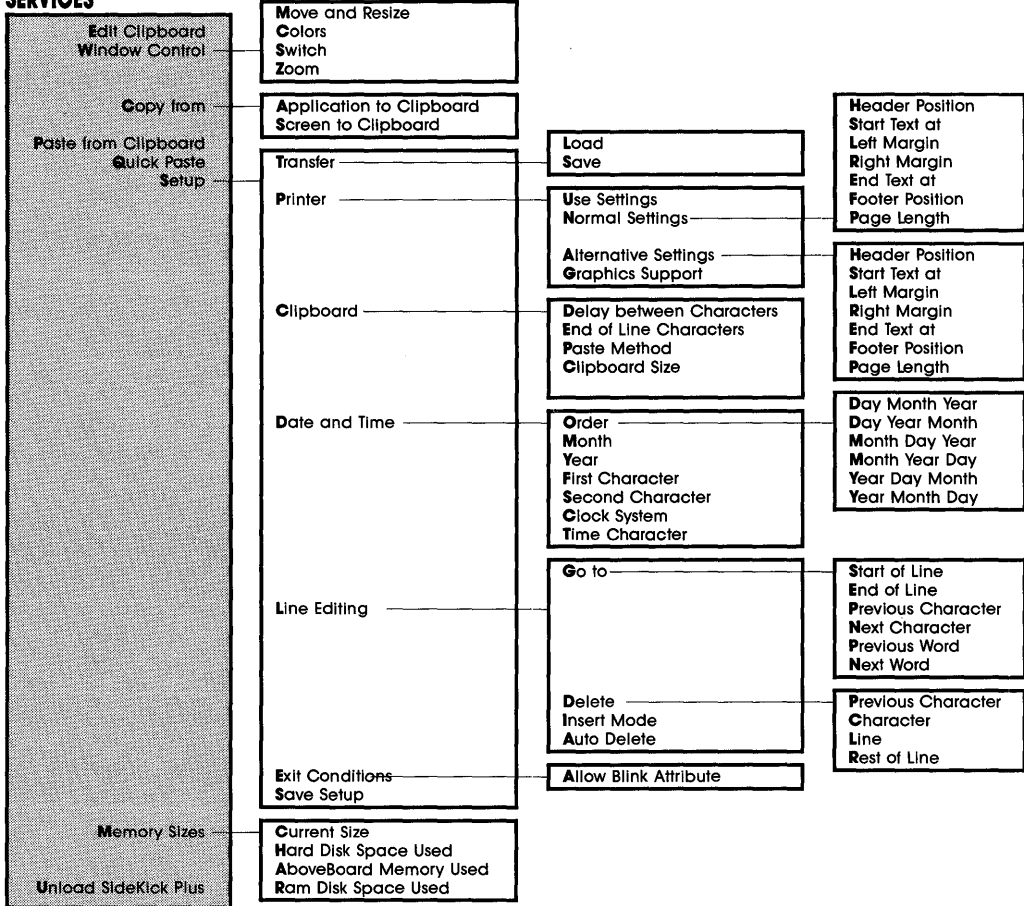 SERVICES
Edit Clipboard
Window Control
Move and Resize
Colors
Switch
Zoom
Copy from
Application to Clipboard
Screen to Clipboard
Paste from Clipboard
Quick Paste
Setup
Transfer
Load
Save
Printer
Use Settings
Normal Settings
Header Position
Start Text at
Left Margin
Right Margin
End Text at
Footer Position
Page Length
Alternative Settings
Graphics Support
Header Position
Start Text at
Left Margin
Right Margin
End Text at
Footer Position
Page Length
Clipboard
Delay between Characters
End of Line Characters
Paste Method
Clipboard Size
Date and Time
Order
Month
Year
First Character
Second Character
Clock System
Time Character
Day Month Year
Day Year Month
Month Day Year
Month Year Day
Year Day Month
Year Month Day
Line Editing
Go to
Start of Line
End of Line
Previous Character
Next Character
Previous Word
Next Word
Delete
Insert Mode
Auto Delete
Previous Character
Character
Line
Rest of Line
Exit Conditions
Allow Blink Attribute
Save Setup
Memory Sizes
Current Size
Hard Disk Space Used
AboveBoard Memory Used
Ram Disk Space Used
Unload SideKick Plus